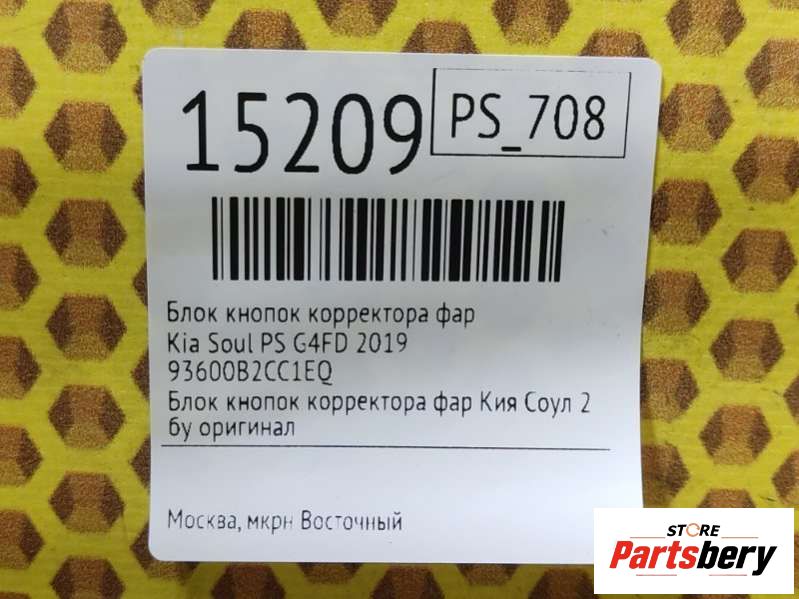 15209
PS_708
Блок кнопок корректора фар
Kia Soul PS G4FD 2019
93600B2CC1EQ
Блок кнопок корректора фар Кия Соул 2
бу оригинал
Москва, мкрн Восточный
STORE
Partsbery